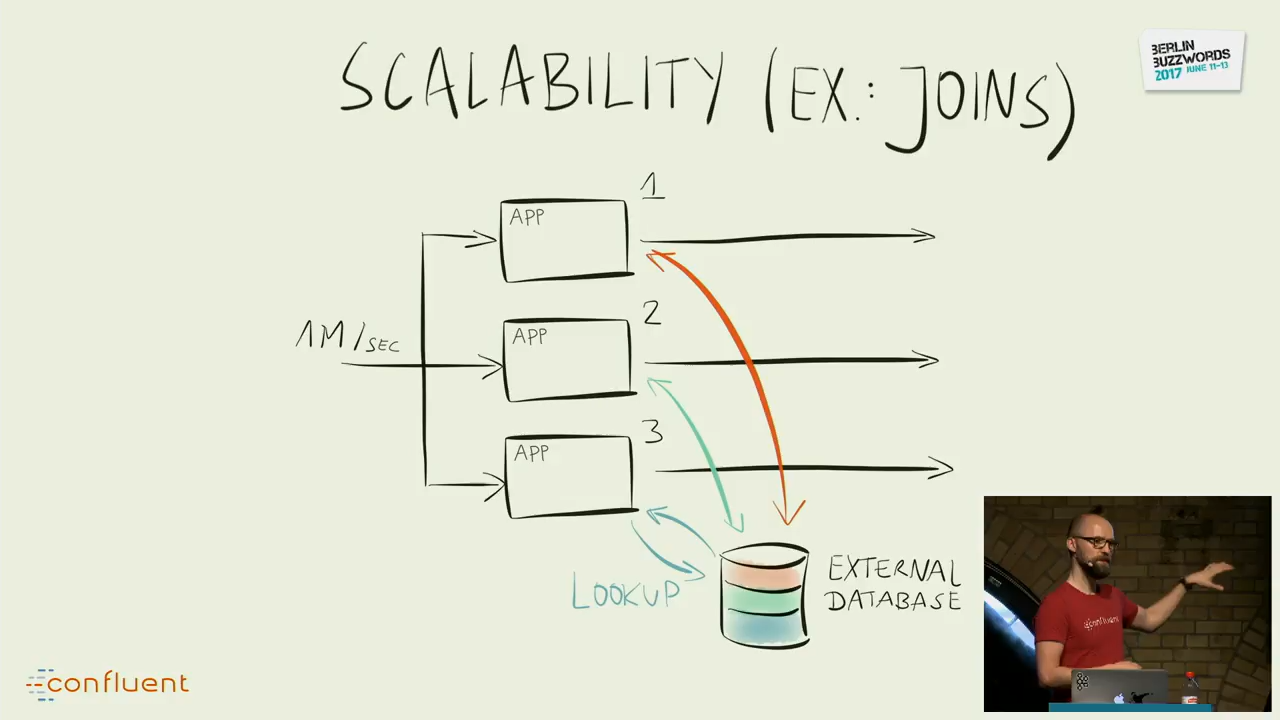 SCALABILITY (EX.: JOINS)
BERLIN
BUZZWORDS
2017 JUNE 11-13
1
APP
2
APP
1M/SEC
3
APP
LOOKUP
EXTERNAL
DATABASE
confluent
confluent